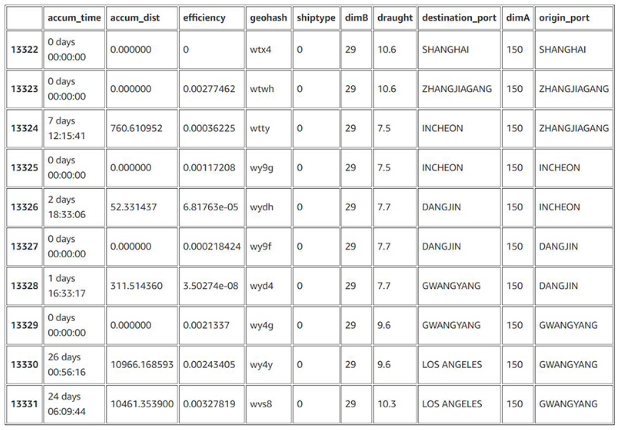 accum_time accum_dist efficiency geohash shiptype dimB draught destination_port dimA origin_port
13322 0 days 00:00:00 0.000000 0 wtx4 0 29 10.6 SHANGHAI 150 SHANGHAI
13323 0 days 00:00:00 0.000000 0.00277462 wtwh 0 29 10.6 ZHANGJIAGANG 150 ZHANGJIAGANG
13324 7 days 12:15:41 760.610952 0.00036225 wtty 0 29 7.5 INCHEON 150 ZHANGJIAGANG
13325 0 days 00:00:00 0.000000 0.00117208 wy9g 0 29 7.5 INCHEON 150 INCHEON
13326 2 days 18:33:06 52.331437 6.81763e-05 wydh 0 29 7.7 DANGJIN 150 INCHEON
13327 0 days 00:00:00 0.000000 0.000218424 wy9f 0 29 7.7 DANGJIN 150 DANGJIN
13328 1 days 16:33:17 311.514360 3.50274e-08 wyd4 0 29 7.7 GWANGYANG 150 DANGJIN
13329 0 days 00:00:00 0.000000 0.0021337 wy4g 0 29 9.6 GWANGYANG 150 GWANGYANG
13330 26 days 00:56:16 10966.168593 0.00243405 wy4y 0 29 9.6 LOS ANGELES 150 GWANGYANG
13331 24 days 06:09:44 10461.353900 0.00327819 wvs8 0 29 10.3 LOS ANGELES 150 GWANGYANG